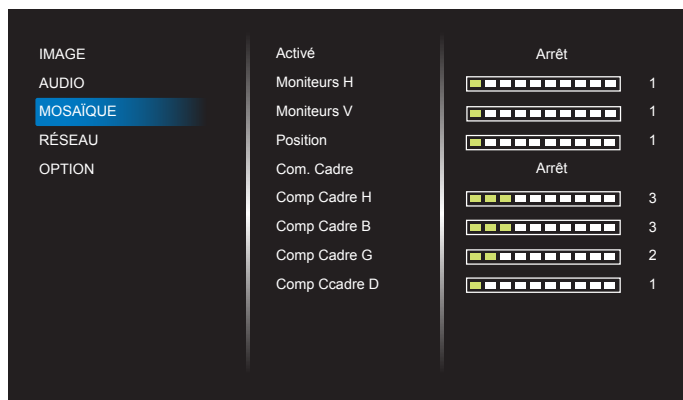 IMAGE Activé Arrêt
AUDIO Moniteurs H 1
MOSAÏQUE Moniteurs V 1
RÉSEAU Position 1
OPTION Com. Cadre Arrêt
Comp Cadre H 3
Comp Cadre B 3
Comp Cadre G 2
Comp Ccadre D 1